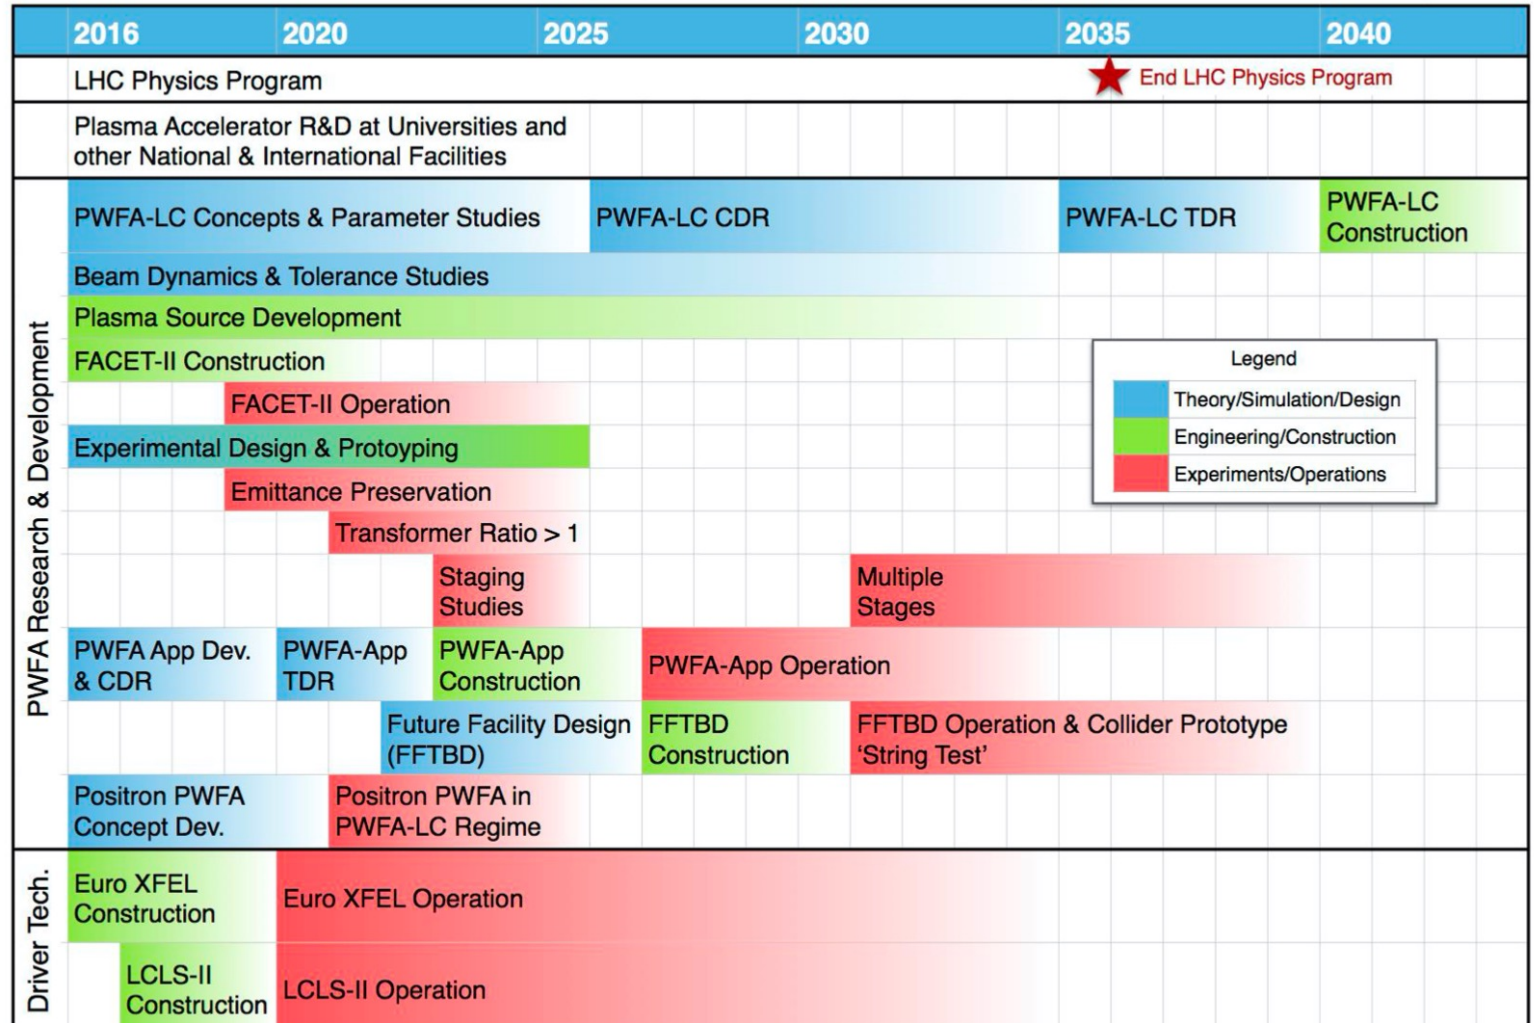 2016 2020 2025 2030 2035 2040
LHC Physics Program
End LHC Physics Program
Plasma Accelerator R&D at Universities and
other National & International Facilities
PWFA Research & Development
PWFA-LC Concepts & Parameter Studies
PWFA-LC CDR
PWFA-LC TDR
PWFA-LC
Construction
Beam Dynamics & Tolerance Studies
Plasma Source Development
FACET-II Construction
FACET-II Operation
Experimental Design & Protoyping
Emittance Preservation
Transformer Ratio > 1
Staging
Studies
Multiple
Stages
PWFA App Dev.
& CDR
PWFA-App
TDR
PWFA-App
Construction
PWFA-App Operation
Future Facility Design
(FFTBD)
FFTBD
Construction
FFTBD Operation & Collider Prototype
‘String Test’
Positron PWFA
Concept Dev.
Positron PWFA in
PWFA-LC Regime
Legend
Theory/Simulation/Design
Engineering/Construction
Experiments/Operations
Driver Tech.
Euro XFEL
Construction
Euro XFEL Operation
LCLS-II
Construction
LCLS-II Operation